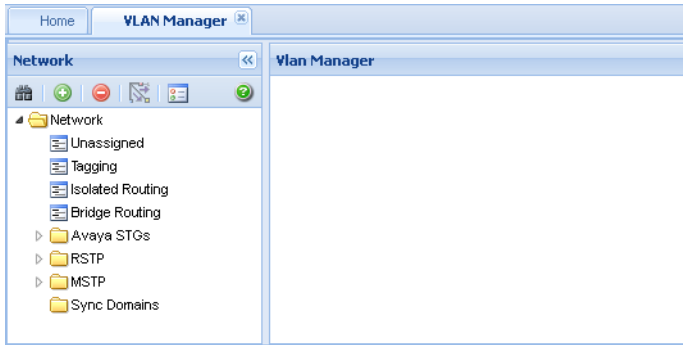 Home
VLAN Manager
Network
Vlan Manager
Network
Unassigned
Tagging
Isolated Routing
Bridge Routing
Avaya STGs
RSTP
MSTP
Sync Domains